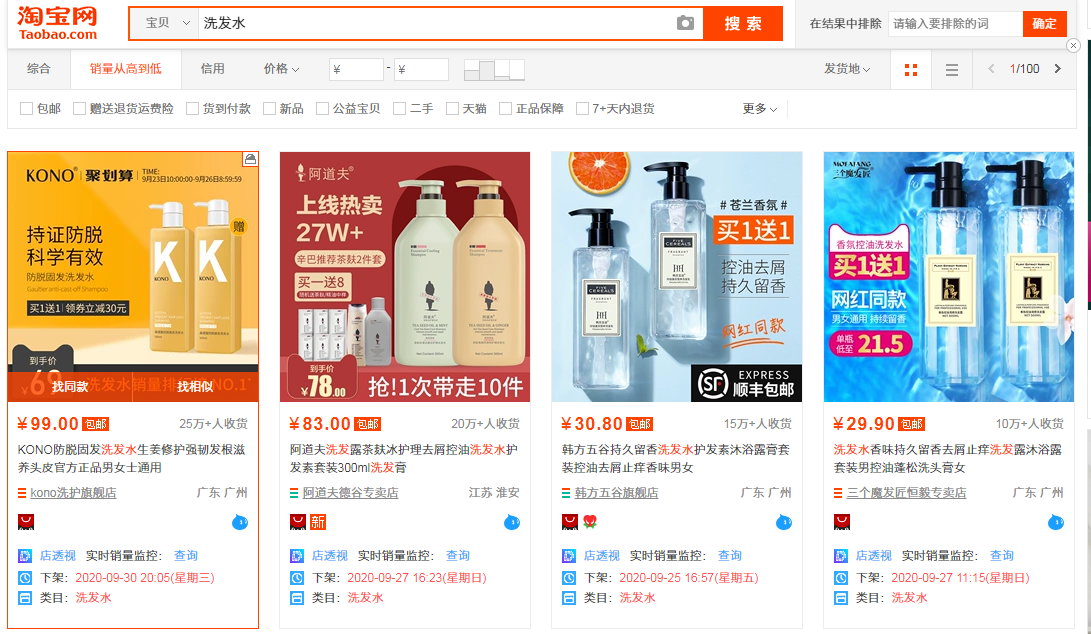 淘宝网
Taobao.com
宝贝
洗发水
搜 索
在结果中排除
请输入要排除的词
确定
综合
销量从高到低
信用
价格
¥
-
¥
发货地
1/100
包邮
赠送退货运费险
货到付款
新品
公益宝贝
二手
天猫
正品保障
7+天内退货
更多
KONO® 聚划算
TIME:
9月23日10:00:00-9月26日8:59:59
持证防脱
科学有效
防脱固发洗发水
Gautier anti-cast-off Shampoo
买1送1 领券立减30元
赠
K
KONO
K
KONO
到手价
找同款
找相似
¥99.00 包邮
25万+人收货
KONO防脱固发洗发水生姜修护强韧发根滋
养头皮官方正品男女士通用
kono洗护旗舰店
广东 广州
店透视 实时销量监控: 查询
下架: 2020-09-30 20:05(星期三)
类目: 洗发水
阿道夫®
上线热卖
27W+
辛巴推荐茶麸2件套
买一送8
到手价
¥78.00
抢!1次带走10件
¥83.00 包邮
20万+人收货
阿道夫洗发露茶麸冰护理去屑控油洗发水护
发素套装300ml洗发膏
阿道夫德谷专卖店
江苏 淮安
新
店透视 实时销量监控: 查询
下架: 2020-09-27 16:23(星期日)
类目: 洗发水
# 苍兰香氛 #
买1送1
控油去屑
持久留香
网红同款
FIVE
CEREALS
FIVE
CEREALS
SF EXPRESS
顺丰包邮
¥30.80 包邮
15万+人收货
韩方五谷持久留香洗发水护发素沐浴露膏套
装控油去屑止痒香味男女
韩方五谷旗舰店
广东 广州
店透视 实时销量监控: 查询
下架: 2020-09-25 16:57(星期五)
类目: 洗发水
MOFAJANG
三个魔发匠
香氛控油洗发水
买1送1
网红同款
男女通用 持续留香
单瓶
低至 21.5
¥29.90 包邮
10万+人收货
洗发水香味持久留香去屑止痒洗发露沐浴露
套装男控油蓬松洗头膏女
三个魔发匠恒毅专卖店
广东 广州
店透视 实时销量监控: 查询
下架: 2020-09-27 11:15(星期日)
类目: 洗发水